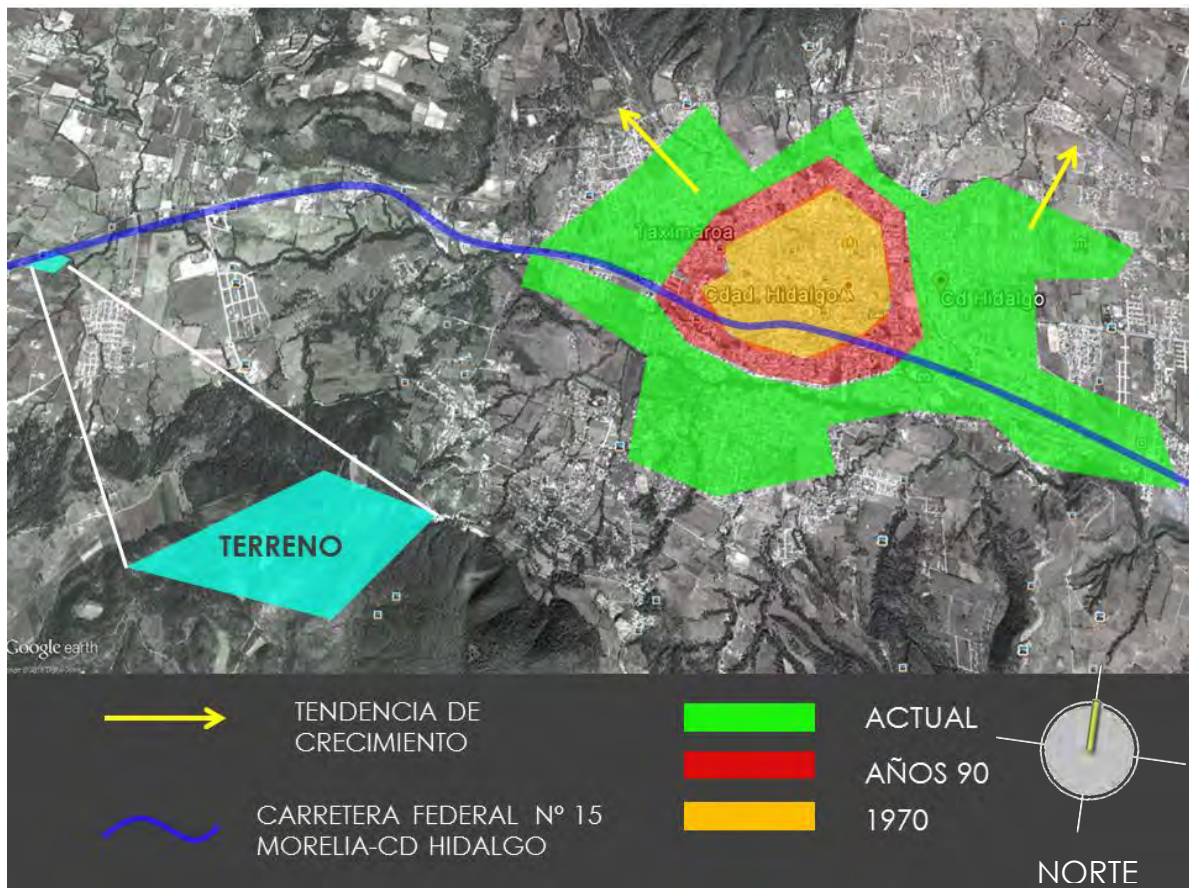 Taximaroa
Cdad. Hidalgo
Cd Hidalgo
TERRENO
Google earth
TENDENCIA DE
CRECIMIENTO
CARRETERA FEDERAL Nº 15
MORELIA-CD HIDALGO
ACTUAL
AÑOS 90
1970
NORTE